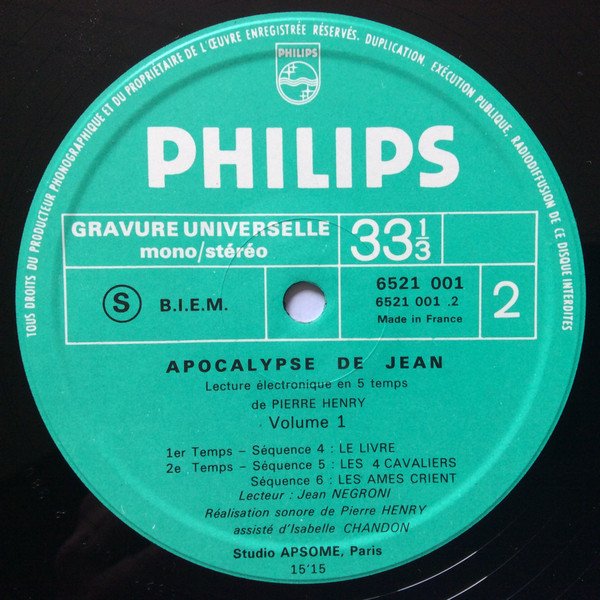 TOUS DROITS DU PRODUCTEUR PHONOGRAPHIQUE ET DU PROPRIÉTAIRE DE L'ŒUVRE ENREGISTRÉE RÉSERVÉS. DUPLICATION, EXÉCUTION PUBLIQUE, RADIODIFFUSION DE CE DISQUE INTERDITES
PHILIPS
PHILIPS
GRAVURE UNIVERSELLE
mono/stéréo
33 1/3
S B.I.E.M.
6521 001
6521 001 .2
Made in France
2
APOCALYPSE DE JEAN
Lecture électronique en 5 temps
de PIERRE HENRY
Volume 1
1er Temps – Séquence 4 : LE LIVRE
2e Temps – Séquence 5 : LES 4 CAVALIERS
Séquence 6 : LES AMES CRIENT
Lecteur : Jean NEGRONI
Réalisation sonore de Pierre HENRY
assisté d'Isabelle CHANDON
Studio APSOME, Paris
15'15